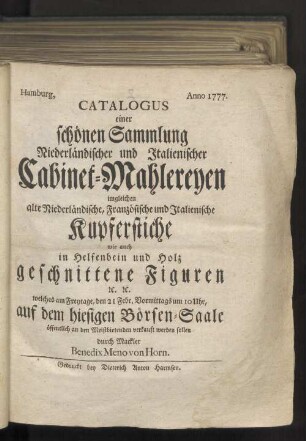 Hamburg, Anno 1777.
CATALOGUS
einer
schönen Sammlung
Niederländischer und Italienischer
Cabinet-Mahlereyen
imgleichen
alte Niederländische, Französische und Italienische
Kupferstiche
wie auch
in Helfenbein und Holz
geschnittene Figuren
ꝛc. ꝛc.
welches am Freytage, den 21 Febr. Vormittags um 10 Uhr,
auf dem hiesigen Börsen-Saale
öffentlich an den Meistbietenden verkauft werden sollen
durch Mackler
Benedix Meno von Horn.
Gedruckt bey Dieterich Anton Harmsen.